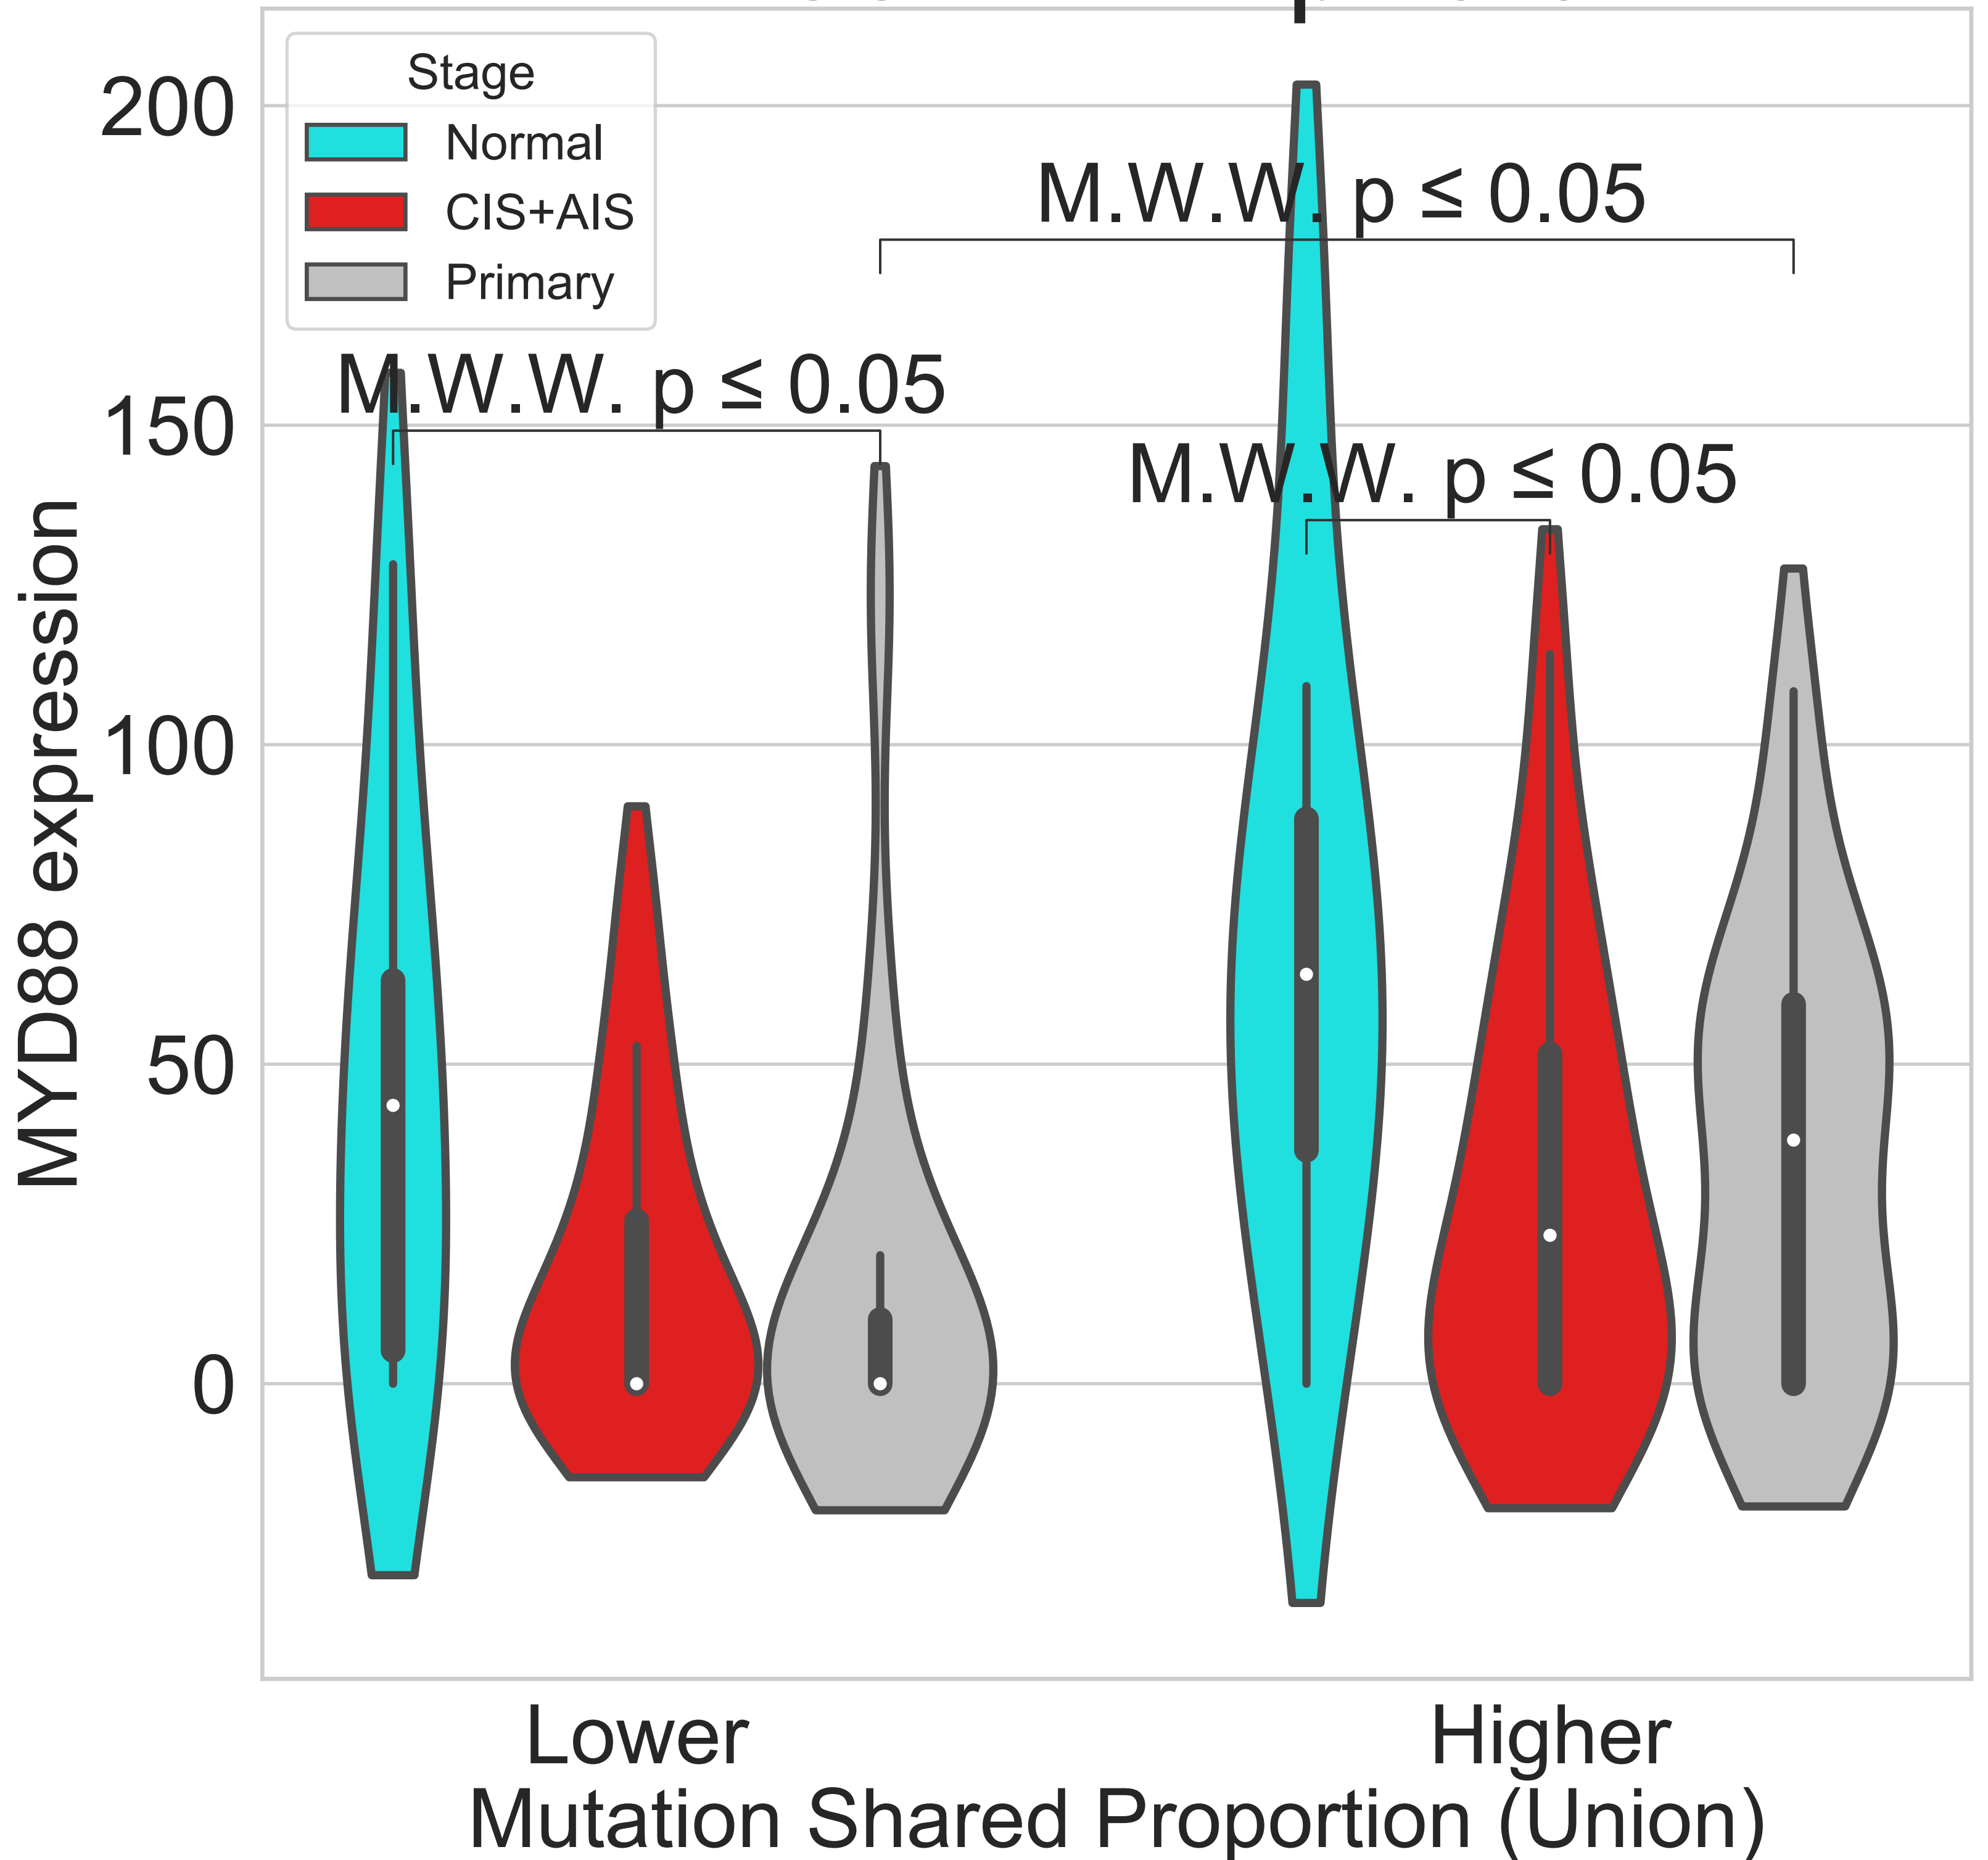 Stage
Normal
CIS+AIS
Primary
M.W.W. p ≤ 0.05
M.W.W. p ≤ 0.05
M.W.W. p ≤ 0.05
200
150
100
50
0
MYD88 expression
Lower
Higher
Mutation Shared Proportion (Union)